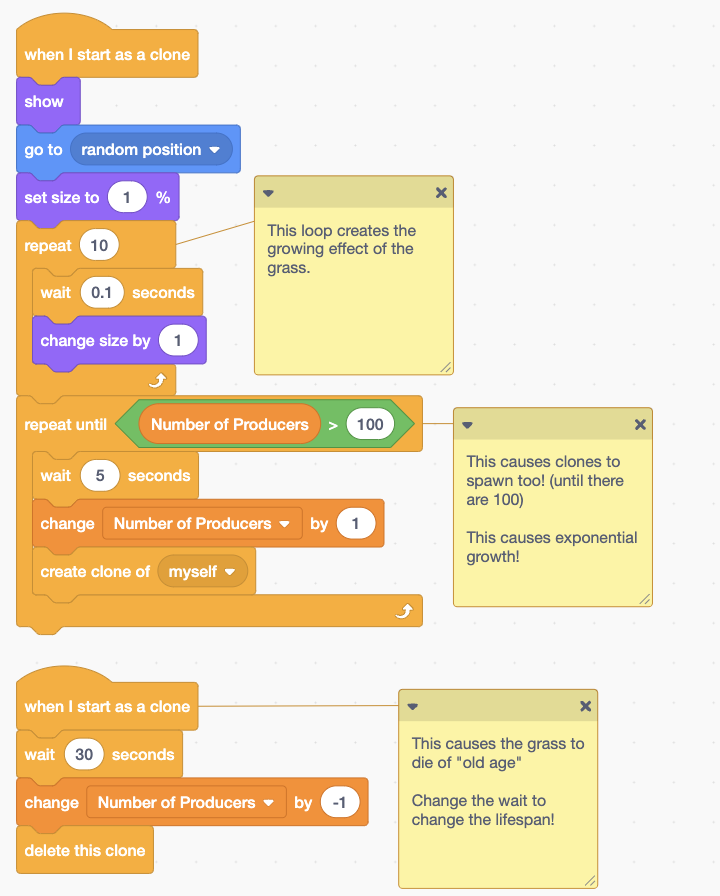 when I start as a clone
show
go to random position
set size to 1 %
repeat 10
wait 0.1 seconds
change size by 1
This loop creates the
growing effect of the
grass.
repeat until Number of Producers > 100
wait 5 seconds
change Number of Producers by 1
create clone of myself
This causes clones to
spawn too! (until there
are 100)
This causes exponential
growth!
when I start as a clone
wait 30 seconds
change Number of Producers by -1
delete this clone
This causes the grass to
die of "old age"
Change the wait to
change the lifespan!